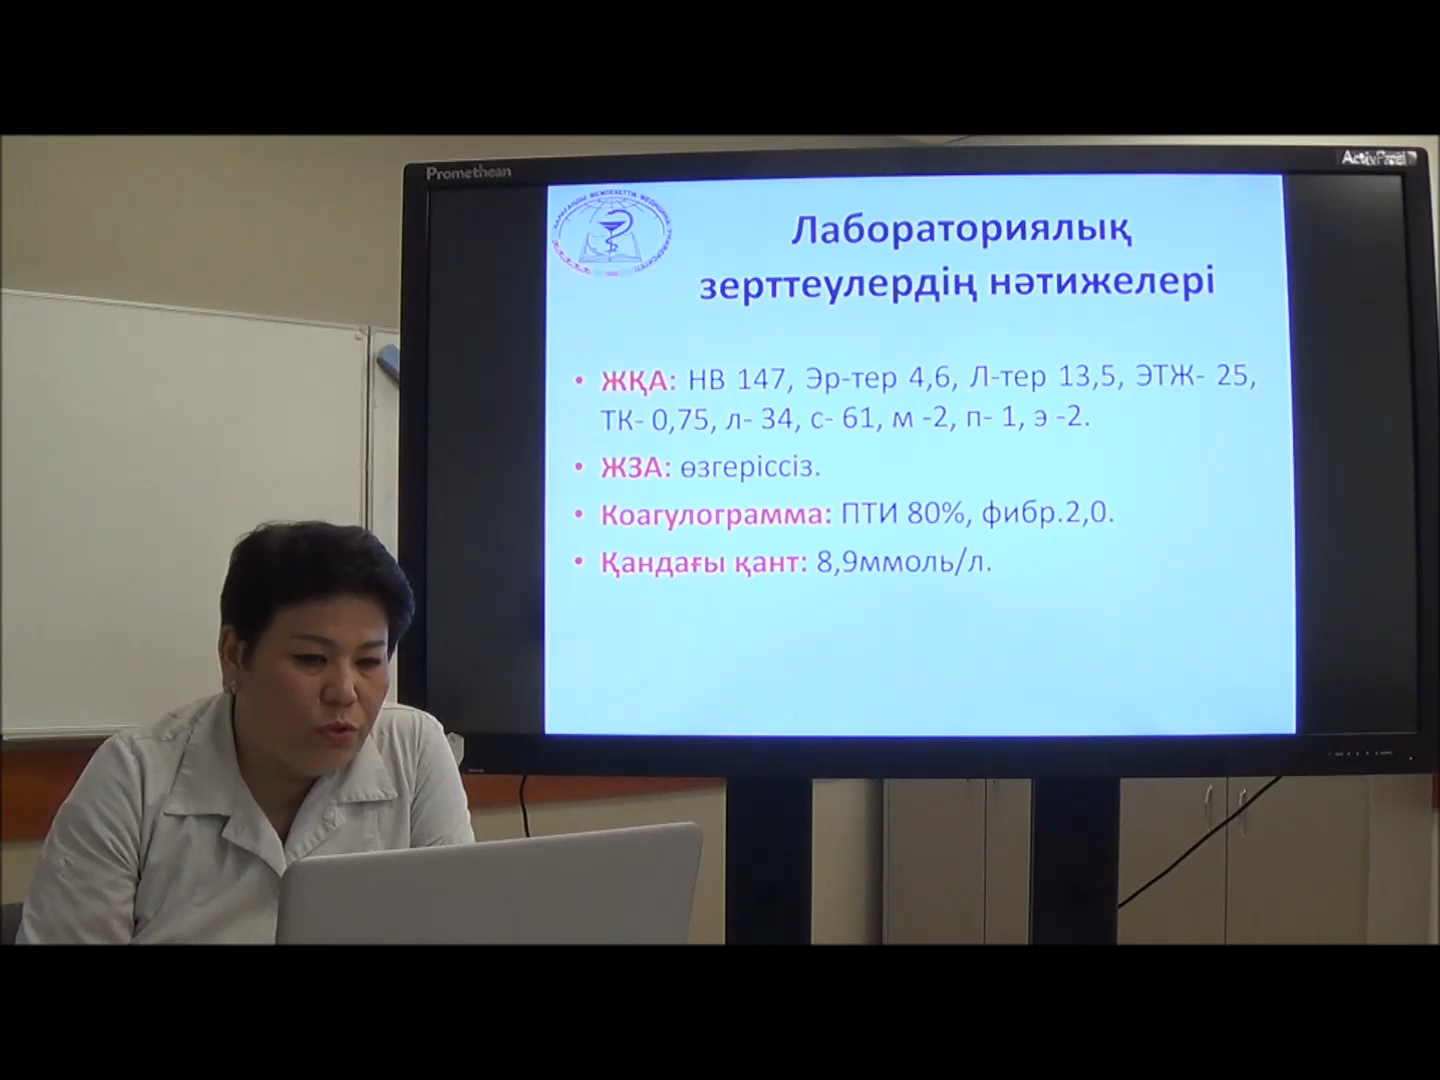 Promethean
ActivPanel
Лабораториялық
зерттеулердің нәтижелері
• ЖҚА: НВ 147, Эр-тер 4,6, Л-тер 13,5, ЭТЖ- 25,
ТК- 0,75, л- 34, с- 61, м -2, п- 1, э -2.
• ЖЗА: өзгеріссіз.
• Коагулограмма: ПТИ 80%, фибр.2,0.
• Қандағы қант: 8,9ммоль/л.